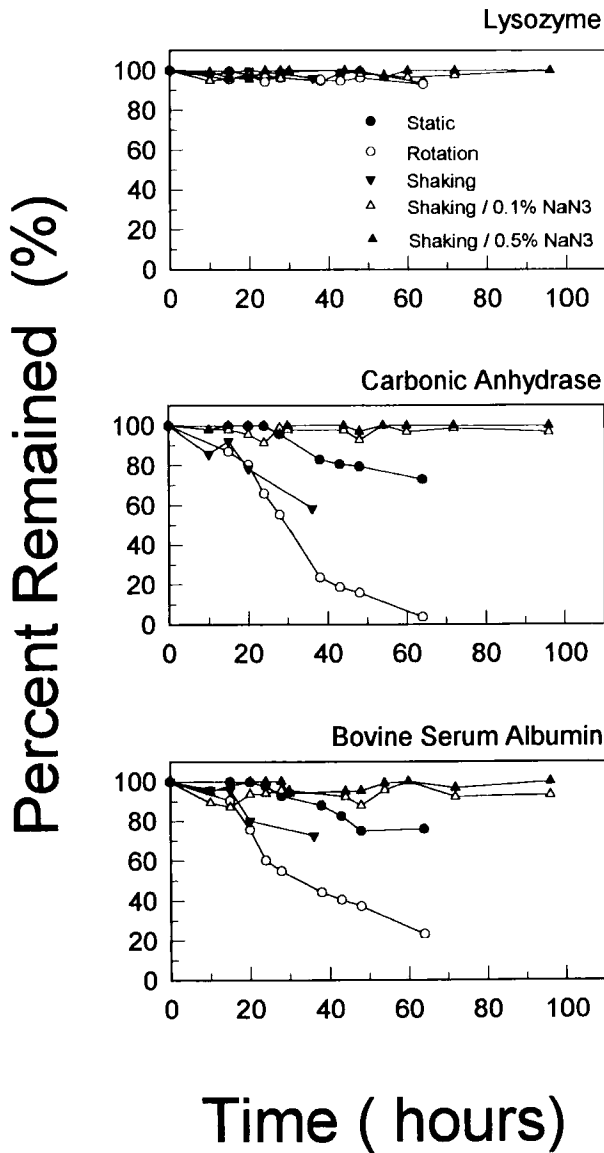 Lysozyme
100
80
60
40
20
0
Static
Rotation
Shaking
Shaking / 0.1% NaN3
Shaking / 0.5% NaN3
0 20 40 60 80 100
Carbonic Anhydrase
100
80
60
40
20
0
0 20 40 60 80 100
Bovine Serum Albumin
100
80
60
40
20
0
0 20 40 60 80 100
Percent Remained (%)
Time ( hours)